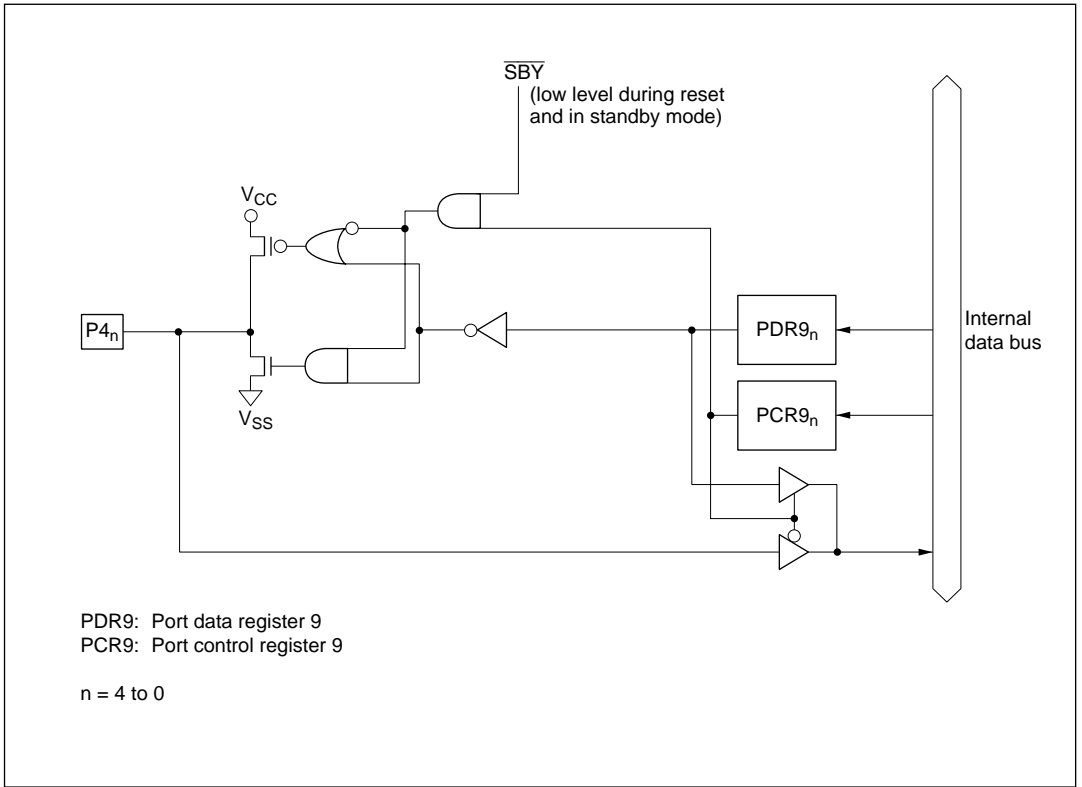 SBY
(low level during reset
and in standby mode)
VCC
P4n
VSS
PDR9n
PCR9n
Internal
data bus
PDR9: Port data register 9
PCR9: Port control register 9
n = 4 to 0